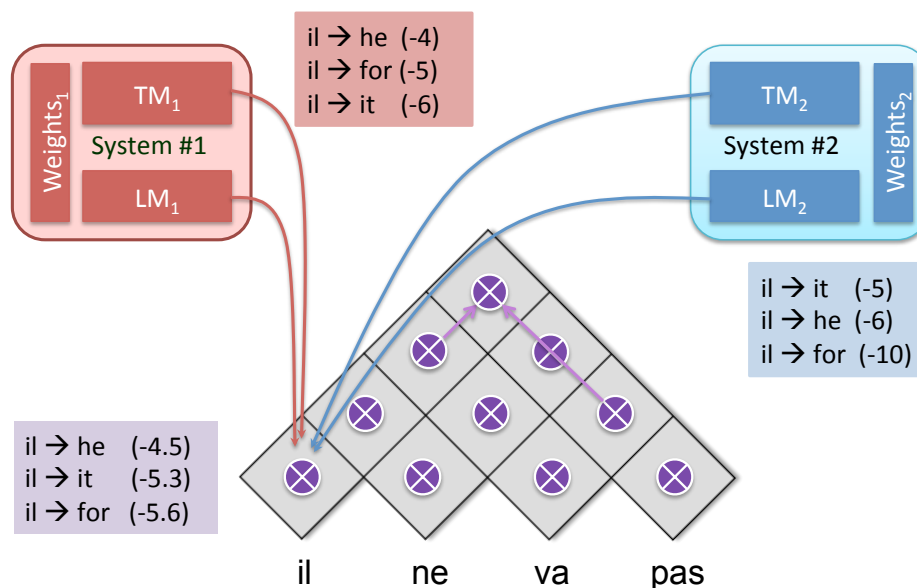 il → he (-4)
il → for (-5)
il → it (-6)
Weights₁
TM₁
System #1
LM₁
TM₂
System #2
LM₂
Weights₂
il → it (-5)
il → he (-6)
il → for (-10)
il → he (-4.5)
il → it (-5.3)
il → for (-5.6)
il ne va pas